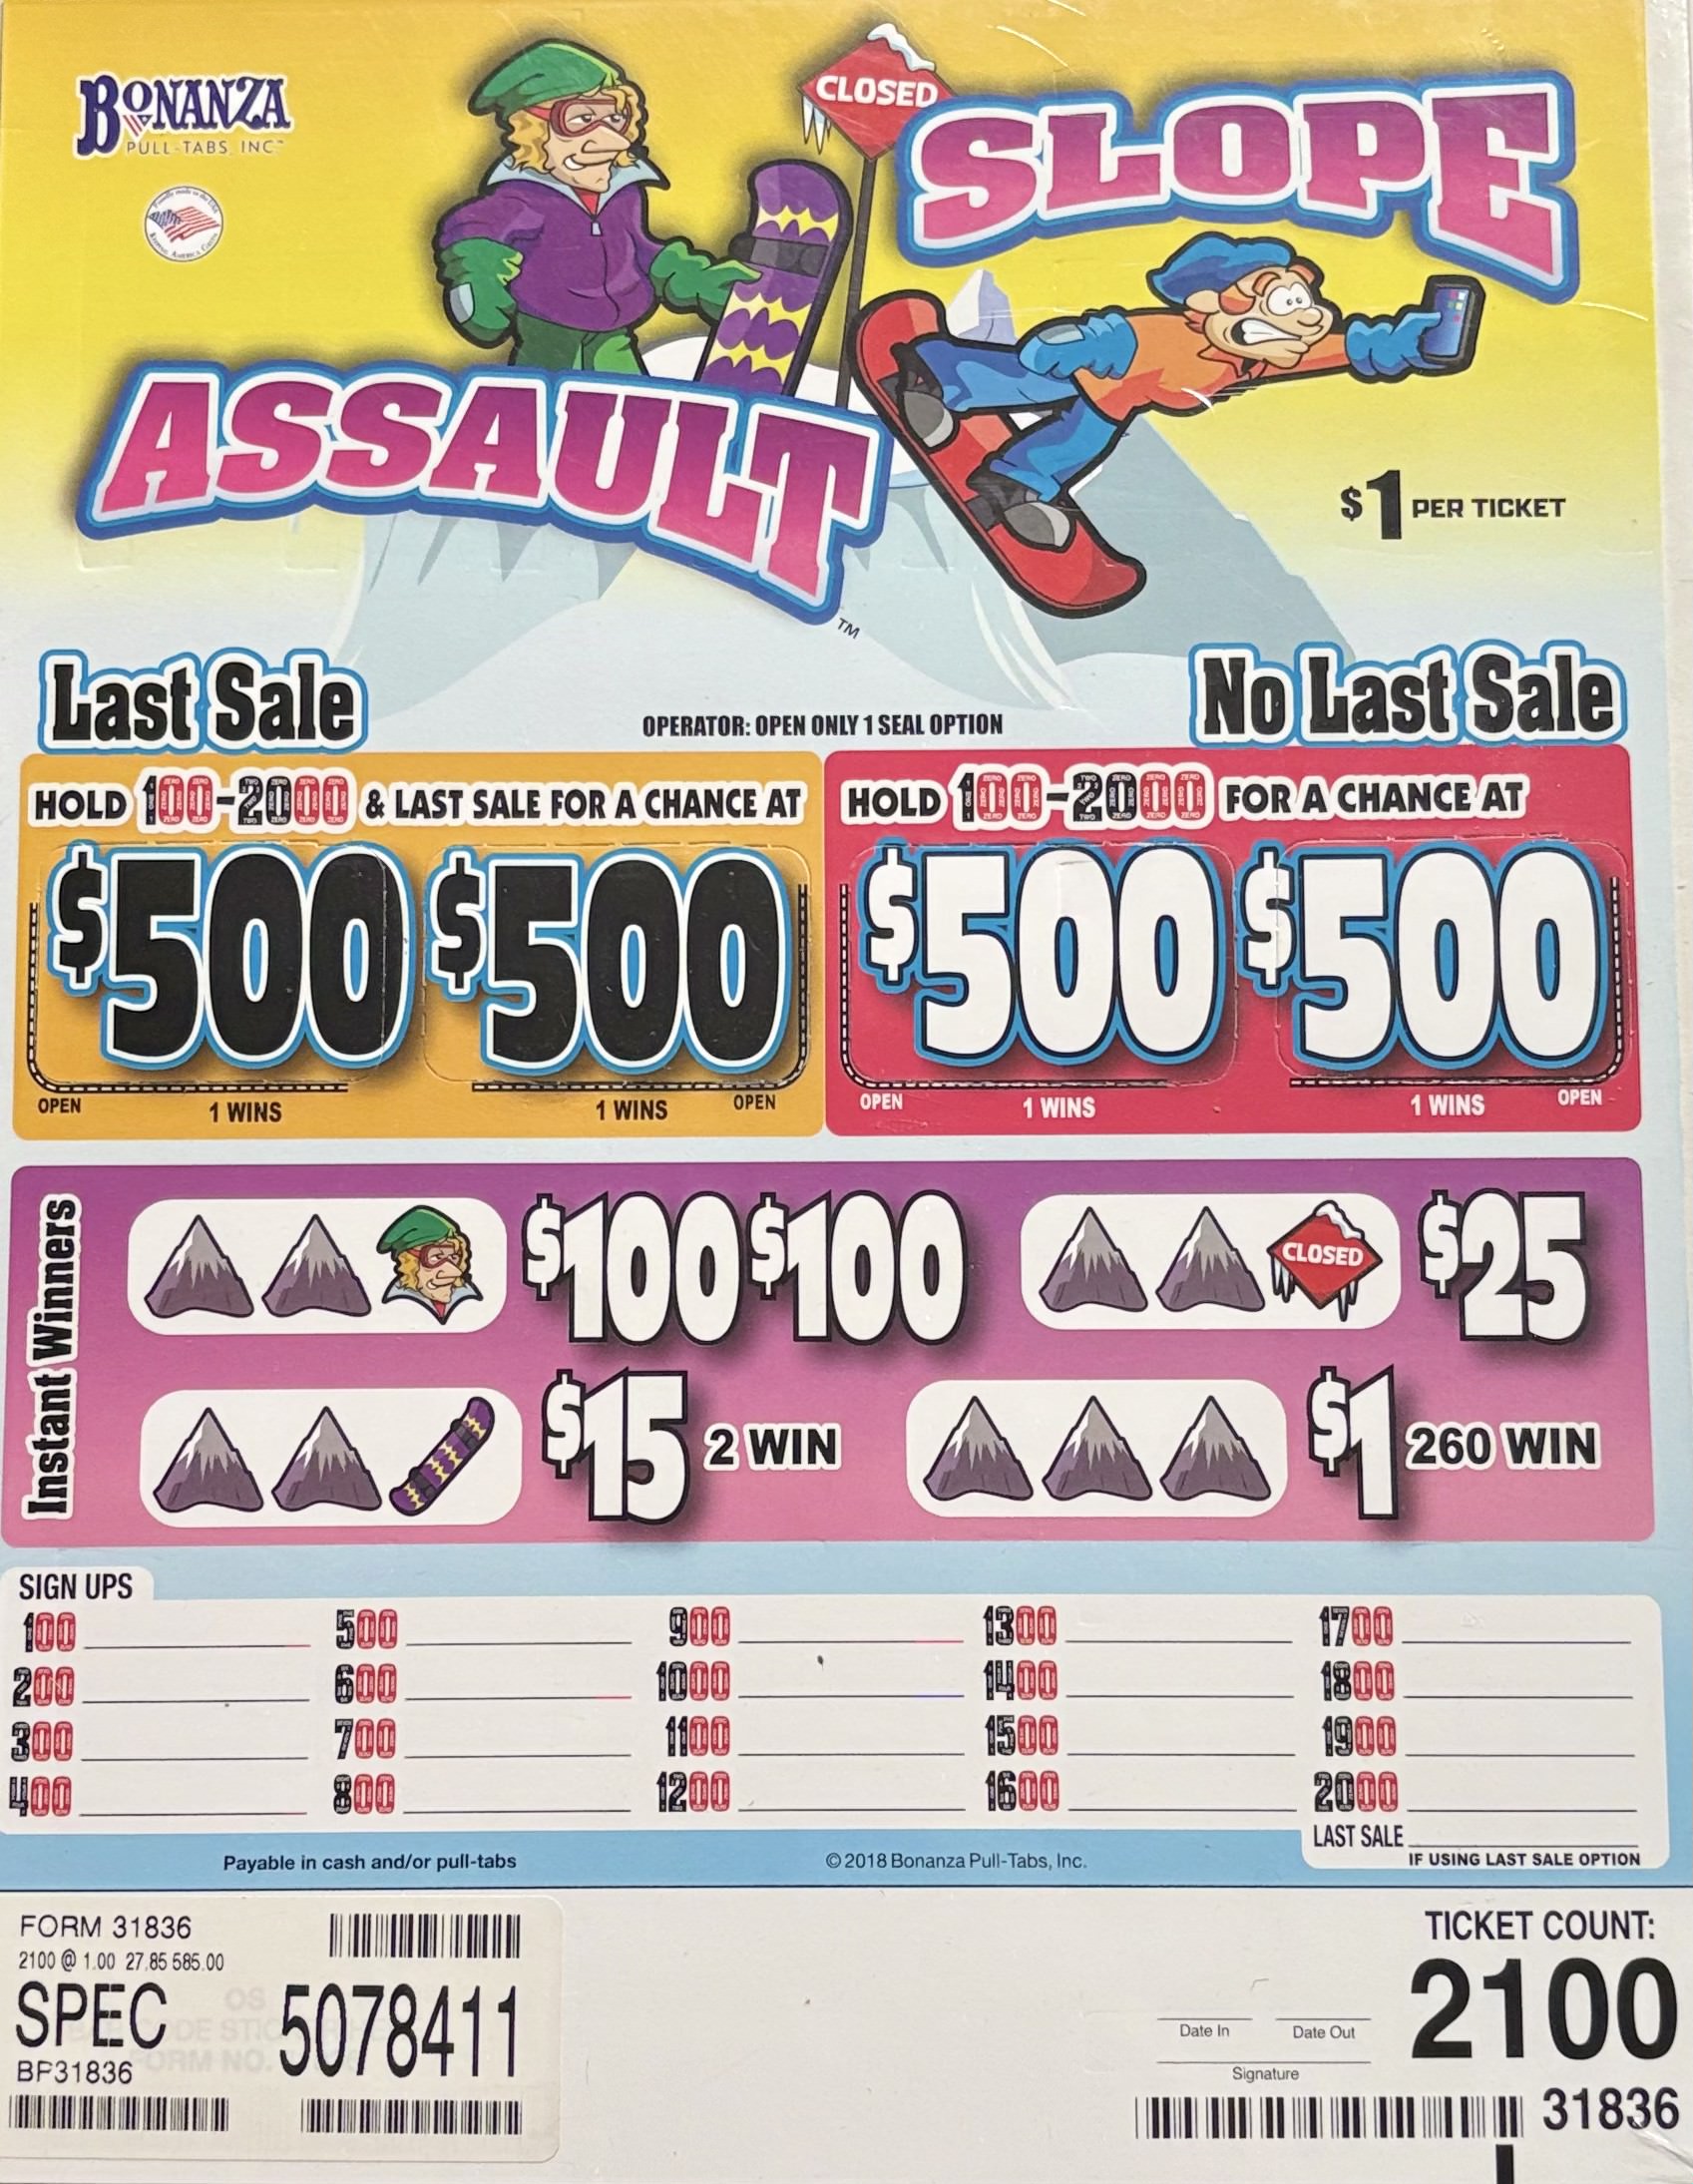 BONANZA
PULL-TABS, INC™
CLOSED
SLOPE
ASSAULT™
$1 PER TICKET
Last Sale
No Last Sale
OPERATOR: OPEN ONLY 1 SEAL OPTION
HOLD 100-2000 & LAST SALE FOR A CHANCE AT
HOLD 100-2000 FOR A CHANCE AT
$500 $500
$500 $500
OPEN 1 WINS 1 WINS OPEN
OPEN 1 WINS 1 WINS OPEN
Instant Winners
$100 $100
CLOSED
$25
$15 2 WIN
$1 260 WIN
SIGN UPS
100 500 900 1300 1700
200 600 1000 1400 1800
300 700 1100 1500 1900
400 800 1200 1600 2000
LAST SALE
IF USING LAST SALE OPTION
Payable in cash and/or pull-tabs
©2018 Bonanza Pull-Tabs, Inc.
FORM 31836
2100 @ 1.00 27.85 585.00
SPEC 5078411
BP31836
TICKET COUNT:
2100
Date In Date Out
Signature
31836